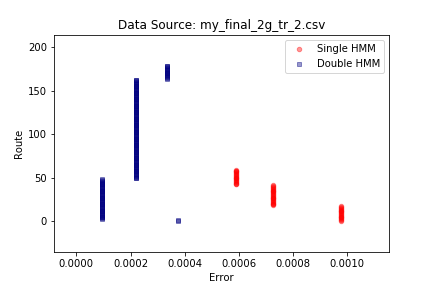 Data Source: my_final_2g_tr_2.csv
Single HMM
Double HMM
Route
200
150
100
50
0
0.0000 0.0002 0.0004 0.0006 0.0008 0.0010
Error